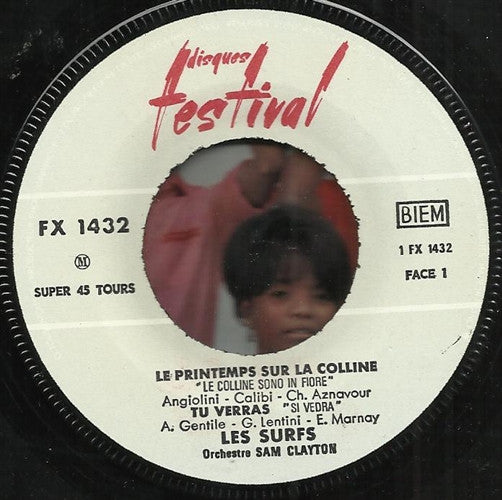 disques
festival
FX 1432
M
SUPER 45 TOURS
BIEM
1 FX 1432
FACE 1
LE PRINTEMPS SUR LA COLLINE
"LE COLLINE SONO IN FIORE"
Angiolini - Calibi - Ch. Aznavour
TU VERRAS "SI VEDRA"
A. Gentile - G. Lentini - E. Marnay
LES SURFS
Orchestre SAM CLAYTON